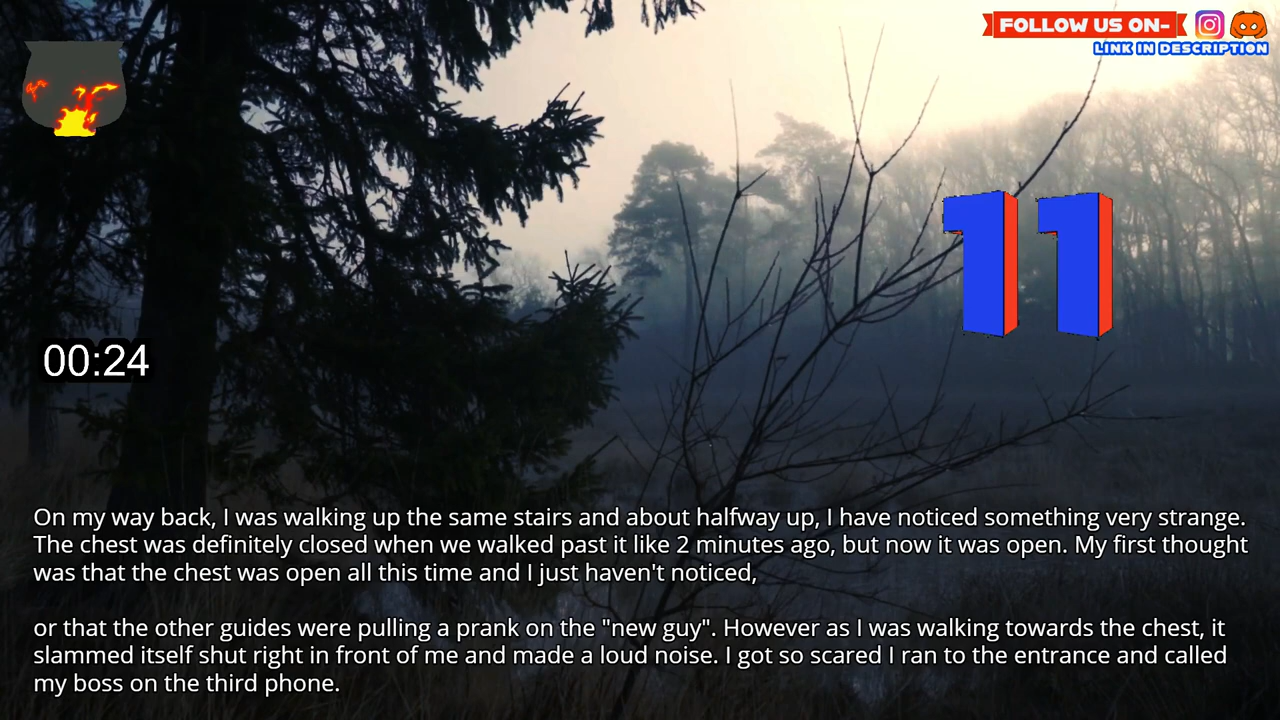 FOLLOW US ON-
LINK IN DESCRIPTION
11
00:24
On my way back, I was walking up the same stairs and about halfway up, I have noticed something very strange.
The chest was definitely closed when we walked past it like 2 minutes ago, but now it was open. My first thought
was that the chest was open all this time and I just haven't noticed,
or that the other guides were pulling a prank on the "new guy". However as I was walking towards the chest, it
slammed itself shut right in front of me and made a loud noise. I got so scared I ran to the entrance and called
my boss on the third phone.